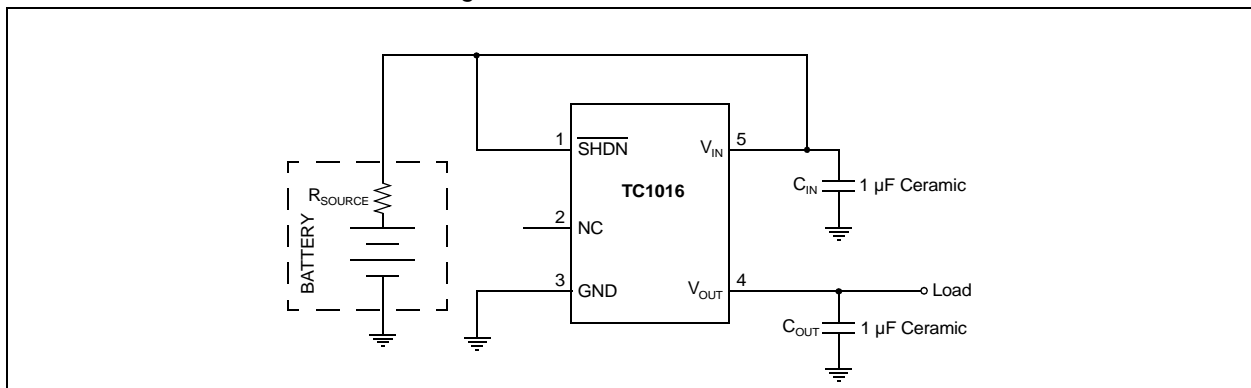 1
SHDN
V_IN
5
TC1016
C_IN
1 µF Ceramic
R_SOURCE
BATTERY
2
NC
3
GND
V_OUT
4
Load
C_OUT
1 µF Ceramic